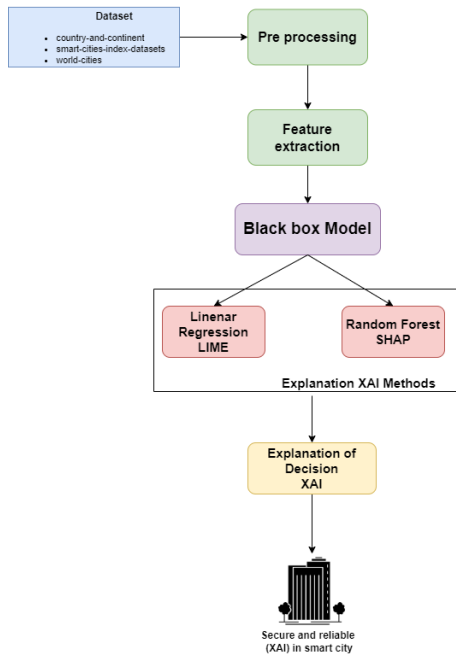 Dataset
country-and-continent
smart-cities-index-datasets
world-cities
Pre processing
Feature
extraction
Black box Model
Linenar
Regression
LIME
Random Forest
SHAP
Explanation XAI Methods
Explanation of
Decision
XAI
Secure and reliable
(XAI) in smart city